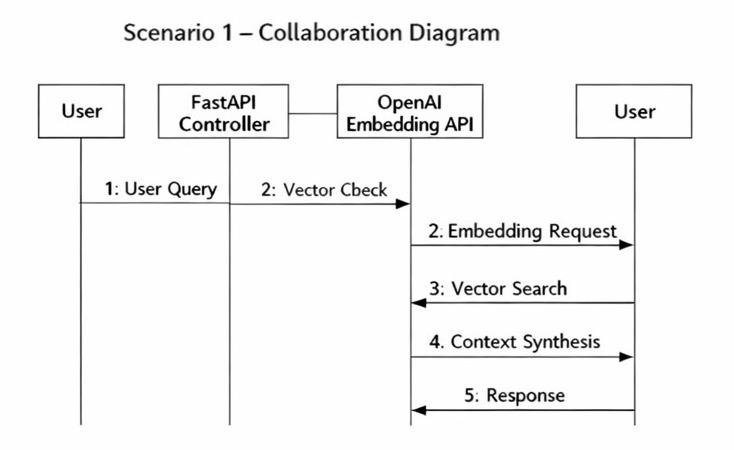 Scenario 1 – Collaboration Diagram
User
FastAPI
Controller
OpenAI
Embedding API
User
1: User Query
2: Vector Cbeck
2: Embedding Request
3: Vector Search
4. Context Synthesis
5: Response